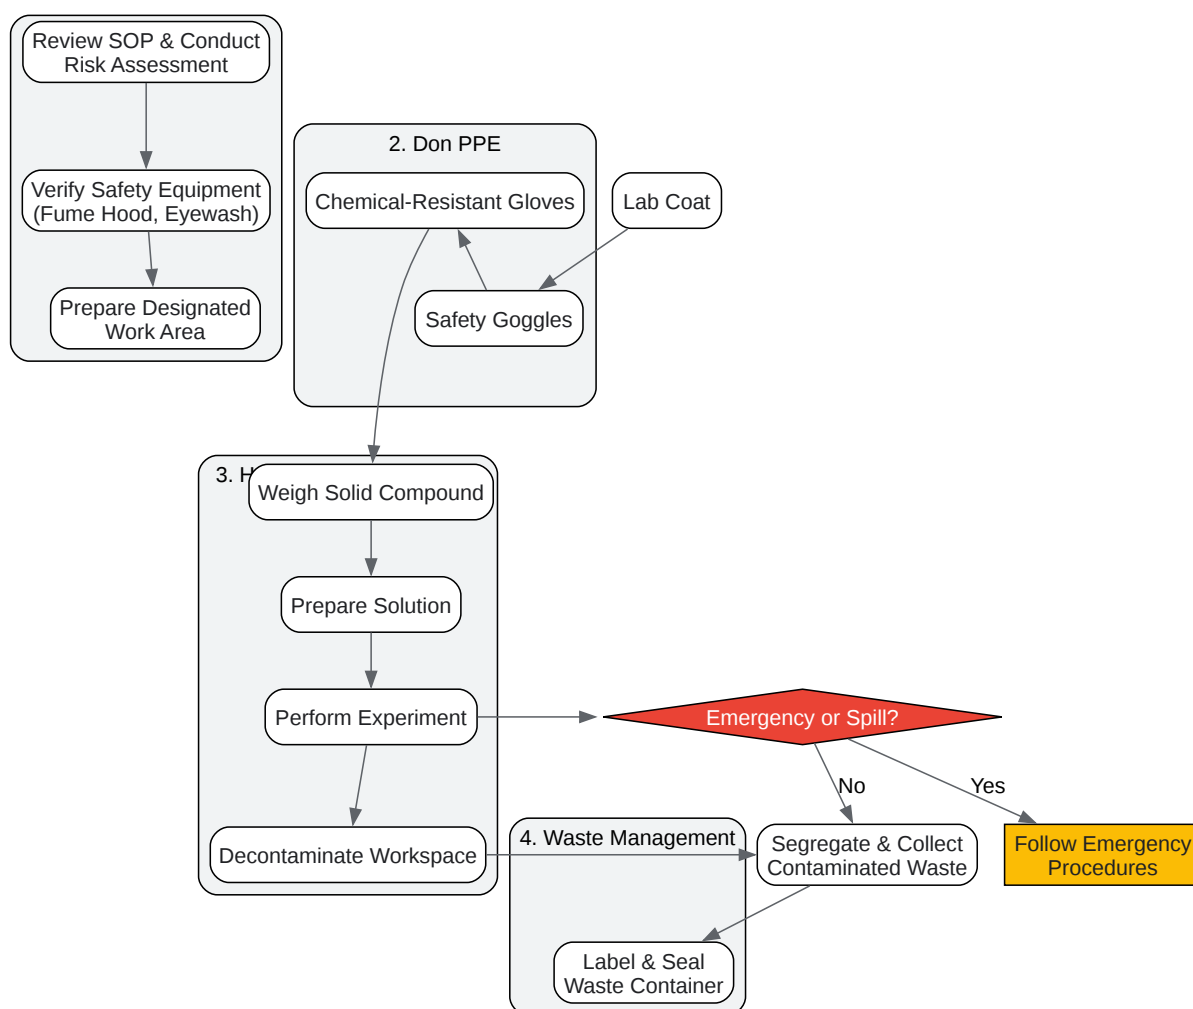 Review SOP & Conduct
Risk Assessment
Verify Safety Equipment
(Fume Hood, Eyewash)
Prepare Designated
Work Area
2. Don PPE
Chemical-Resistant Gloves
Lab Coat
Safety Goggles
3. H
Weigh Solid Compound
Prepare Solution
Perform Experiment
Emergency or Spill?
No
Yes
Decontaminate Workspace
4. Waste Management
Segregate & Collect
Contaminated Waste
Follow Emergency
Procedures
Label & Seal
Waste Container